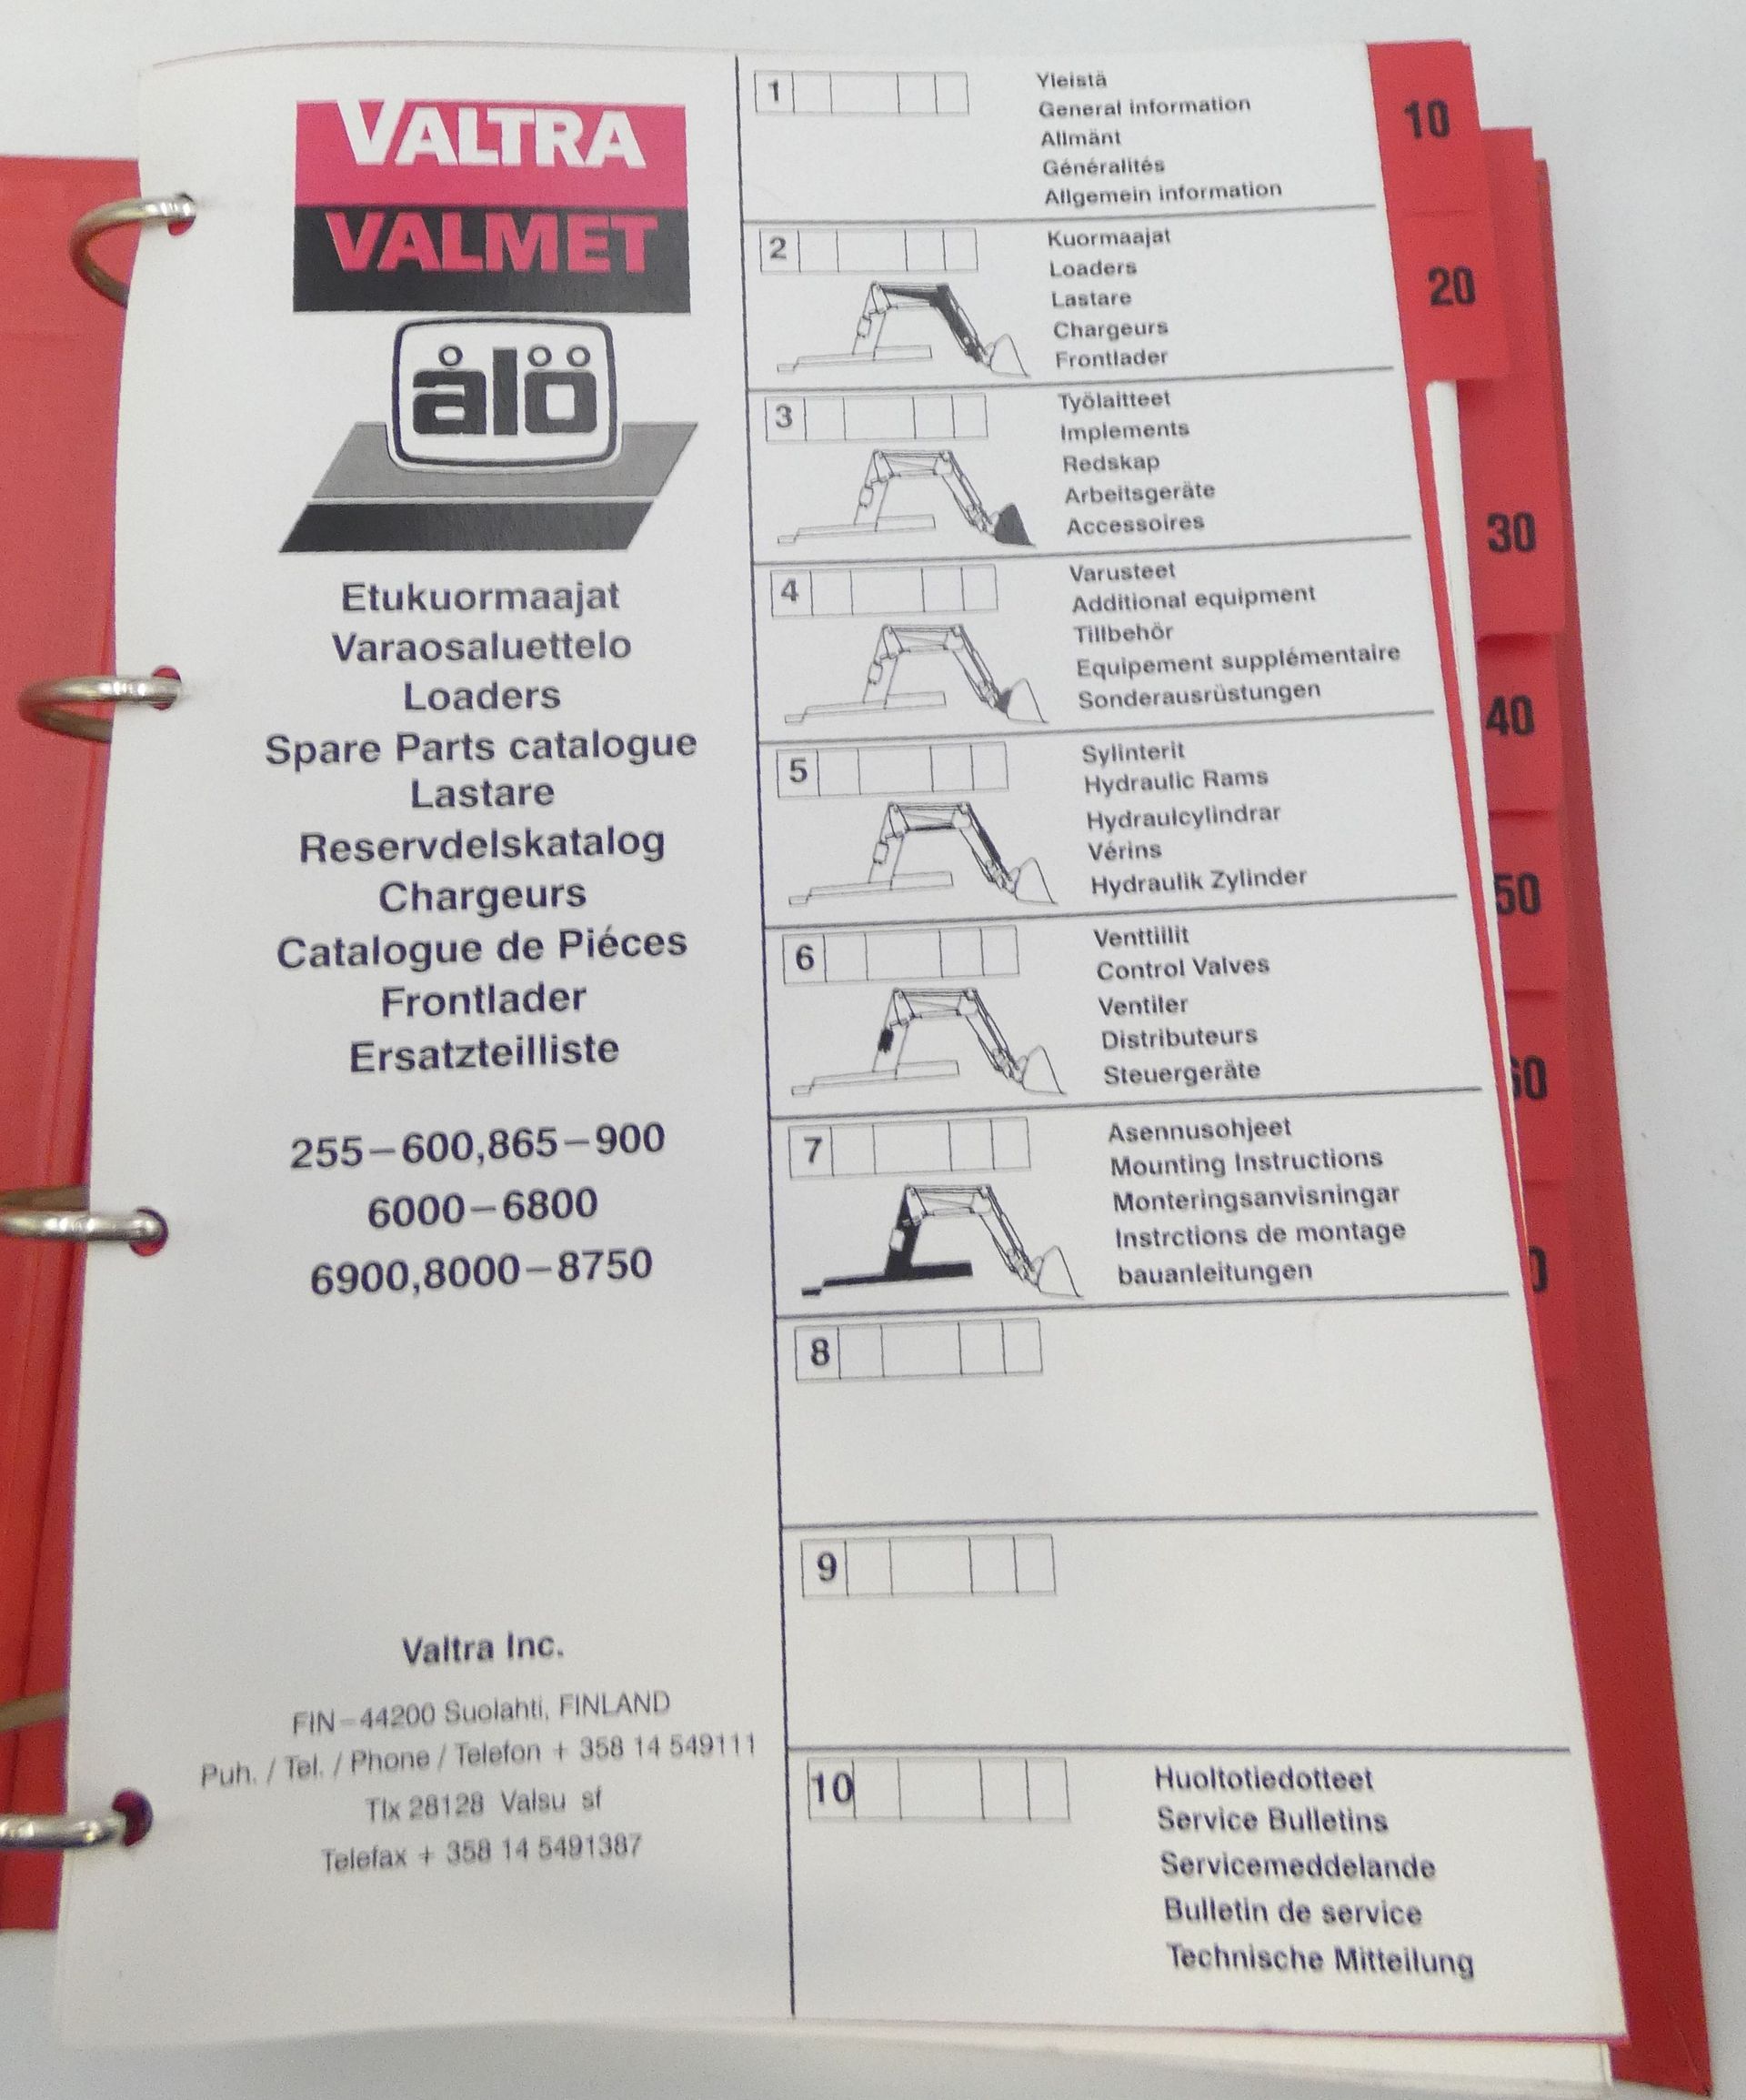 VALTRA
VALMET
ålö
Etukuormaajat
Varaosaluettelo
Loaders
Spare Parts catalogue
Lastare
Reservdelskatalog
Chargeurs
Catalogue de Piéces
Frontlader
Ersatzteilliste
255–600,865–900
6000–6800
6900,8000–8750
Valtra Inc.
FIN–44200 Suolahti, FINLAND
Puh. / Tel. / Phone / Telefon + 358 14 549111
Tlx 28128 Valsu sf
Telefax + 358 14 5491387
1
Yleistä
General information
Allmänt
Généralités
Allgemein information
2
Kuormaajat
Loaders
Lastare
Chargeurs
Frontlader
3
Työlaitteet
Implements
Redskap
Arbeitsgeräte
Accessoires
4
Varusteet
Additional equipment
Tillbehör
Equipement supplémentaire
Sonderausrüstungen
5
Sylinterit
Hydraulic Rams
Hydraulcylindrar
Vérins
Hydraulik Zylinder
6
Venttiilit
Control Valves
Ventiler
Distributeurs
Steuergeräte
7
Asennusohjeet
Mounting Instructions
Monteringsanvisningar
Instrctions de montage
bauanleitungen
8
9
10
Huoltotiedotteet
Service Bulletins
Servicemeddelande
Bulletin de service
Technische Mitteilung
10
20
30
40
50
60
0